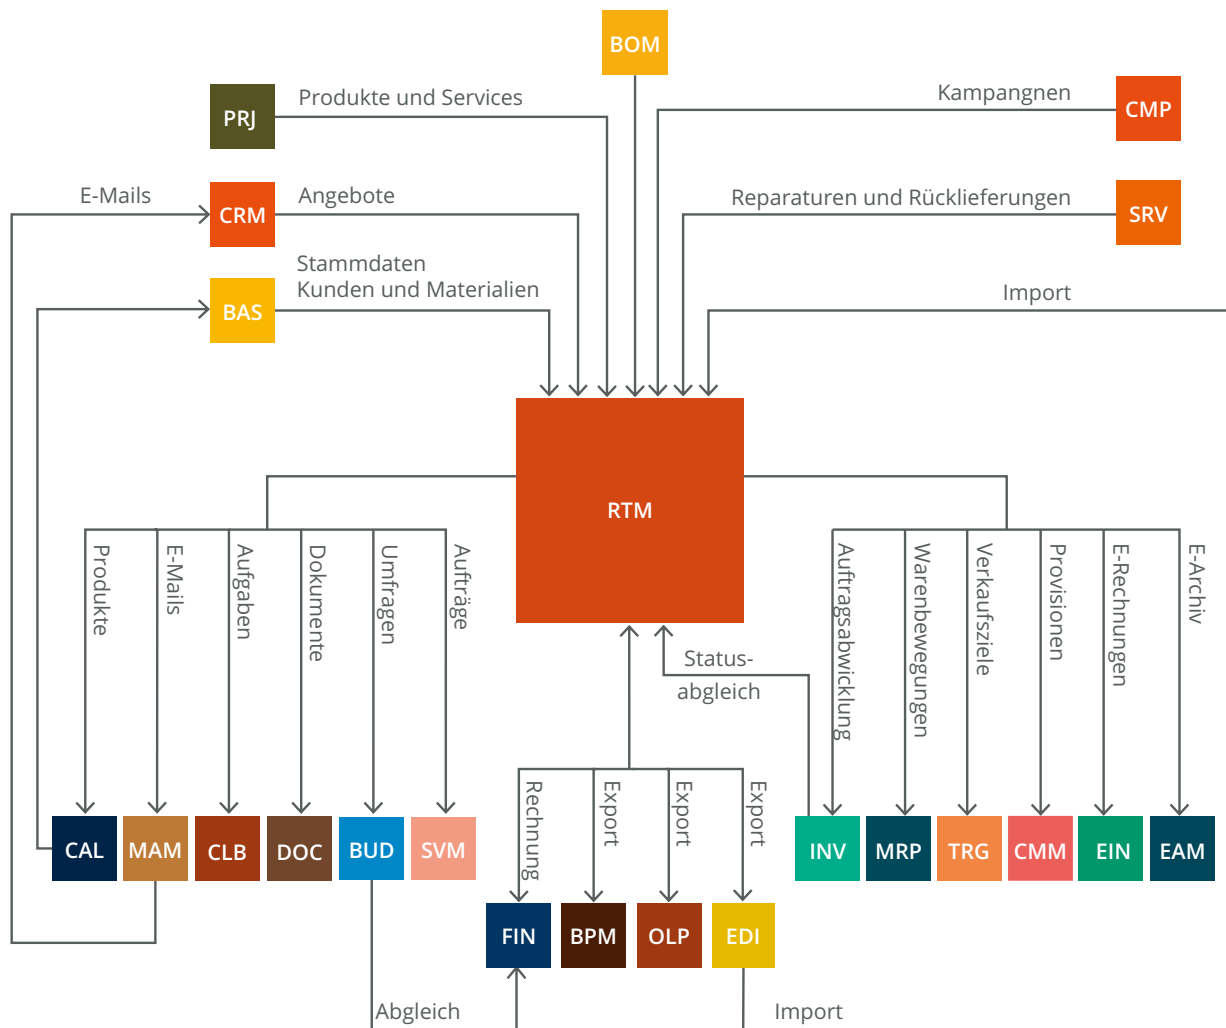 BOM
PRJ
Produkte und Services
Kampangnen
CMP
E-Mails
CRM
Angebote
Reparaturen und Rücklieferungen
SRV
BAS
Stammdaten
Kunden und Materialien
Import
RTM
Produkte
E-Mails
Aufgaben
Dokumente
Umfragen
Aufträge
Status-
abgleich
Auftragsabwicklung
Warenbewegungen
Verkaufsziele
Provisionen
E-Rechnungen
E-Archiv
Rechnung
Export
Export
Export
CAL
MAM
CLB
DOC
BUD
SVM
INV
MRP
TRG
CMM
EIN
EAM
FIN
BPM
OLP
EDI
Abgleich
Import